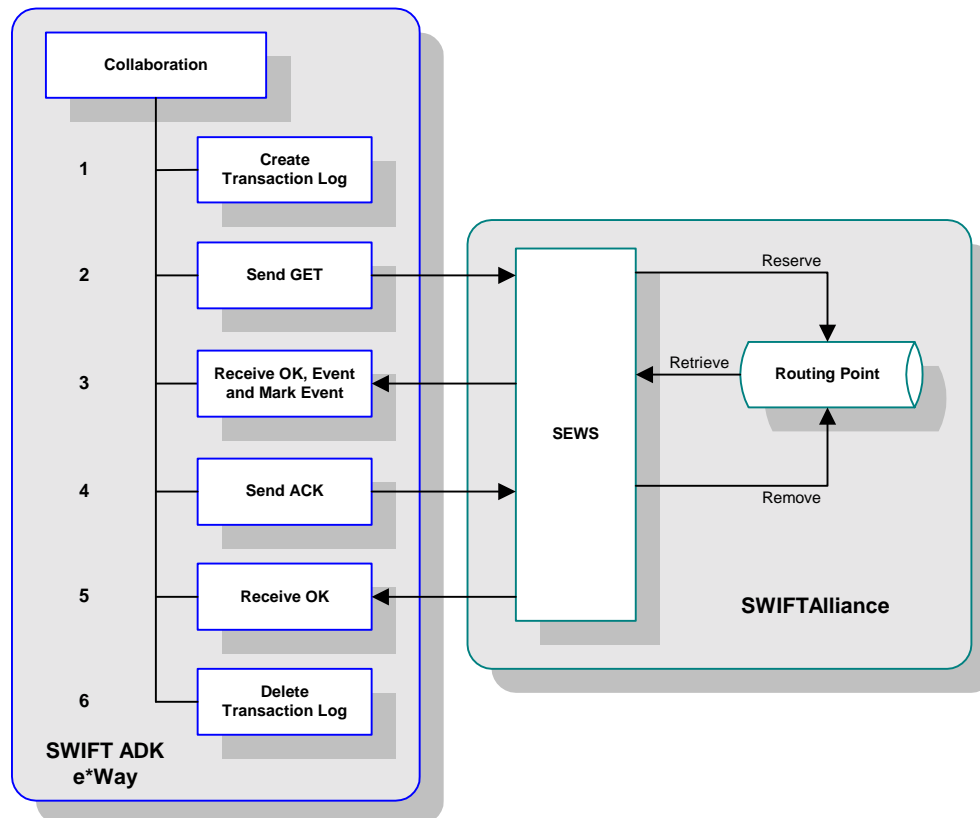 Collaboration
1
Create
Transaction Log
2
Send GET
Reserve
3
Receive OK, Event
and Mark Event
Retrieve
Routing Point
SEWS
4
Send ACK
Remove
5
Receive OK
SWIFTAlliance
6
Delete
Transaction Log
SWIFT ADK
e*Way